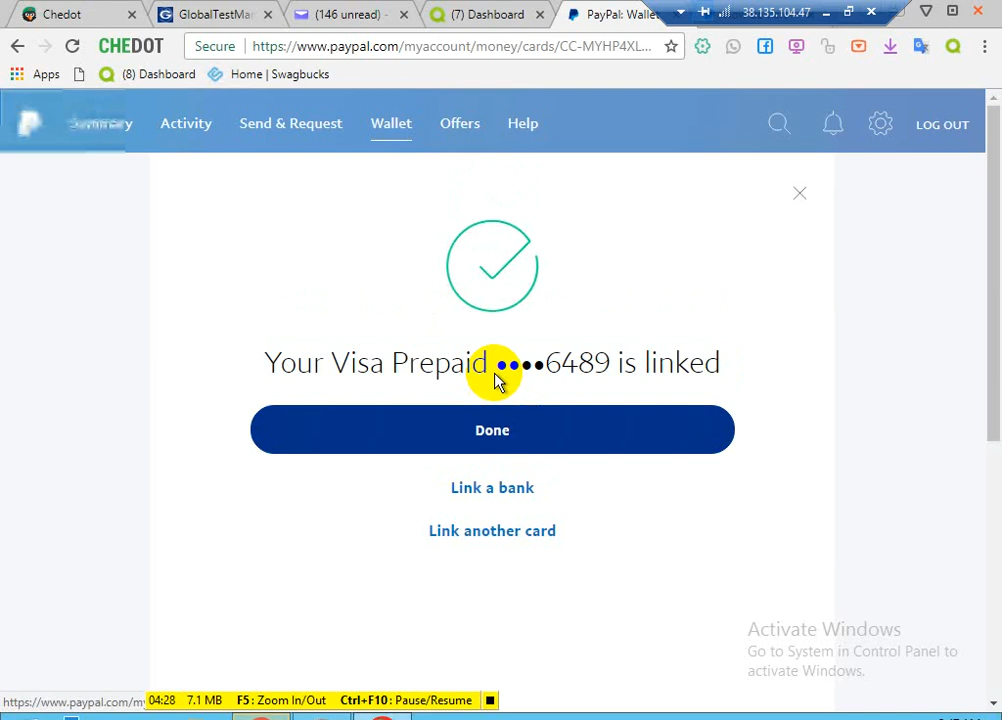 Chedot
GlobalTestMar
(146 unread) -
(7) Dashboard
PayPal: Walle
38.135.104.47
CHEDOT
Secure
https://www.paypal.com/myaccount/money/cards/CC-MYHP4XL...
Apps
(8) Dashboard
Home | Swagbucks
Summary
Activity
Send & Request
Wallet
Offers
Help
LOG OUT
Your Visa Prepaid ••••6489 is linked
Done
Link a bank
Link another card
Activate Windows
Go to System in Control Panel to
activate Windows.
https://www.paypal.com/my
04:28
7.1 MB
F5: Zoom In/Out
Ctrl+F10: Pause/Resume